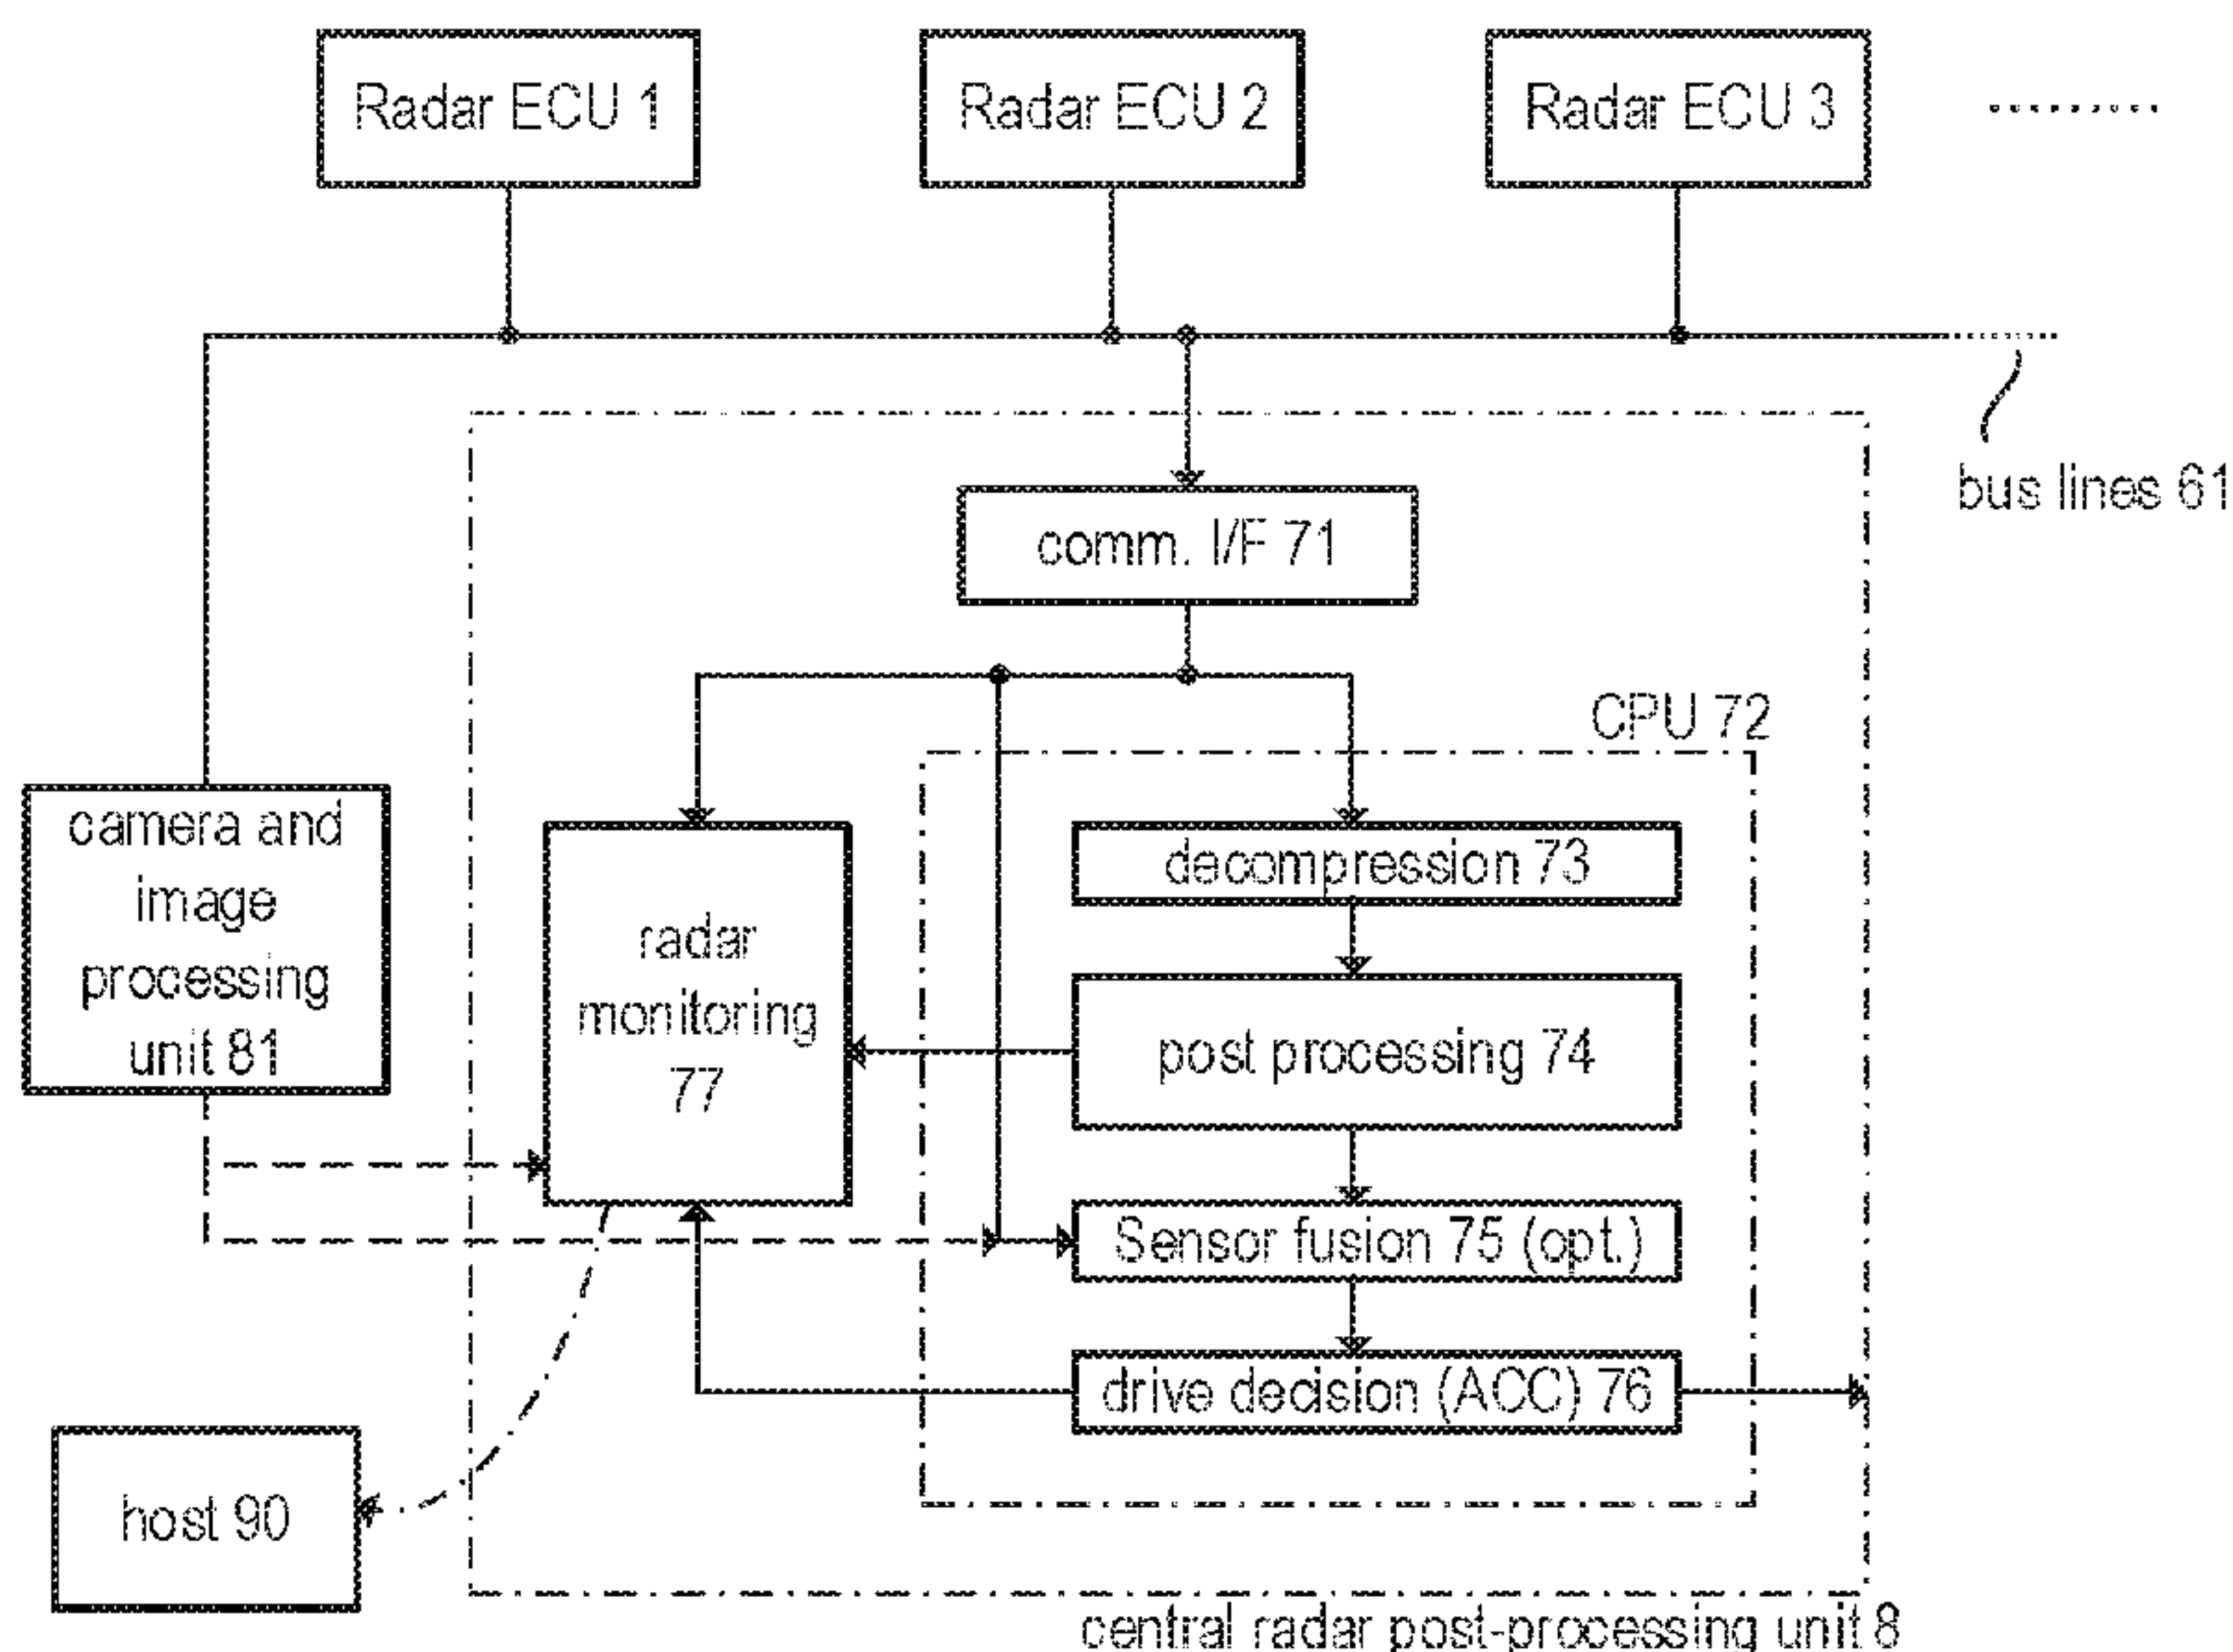 Radar ECU 1
Radar ECU 2
Radar ECU 3
bus lines 61
comm. I/F 71
CPU 72
camera and
image
processing
unit 81
radar
monitoring
77
decompression 73
post processing 74
Sensor fusion 75 (opt.)
drive decision (ACC) 76
host 90
central radar post-processing unit 8